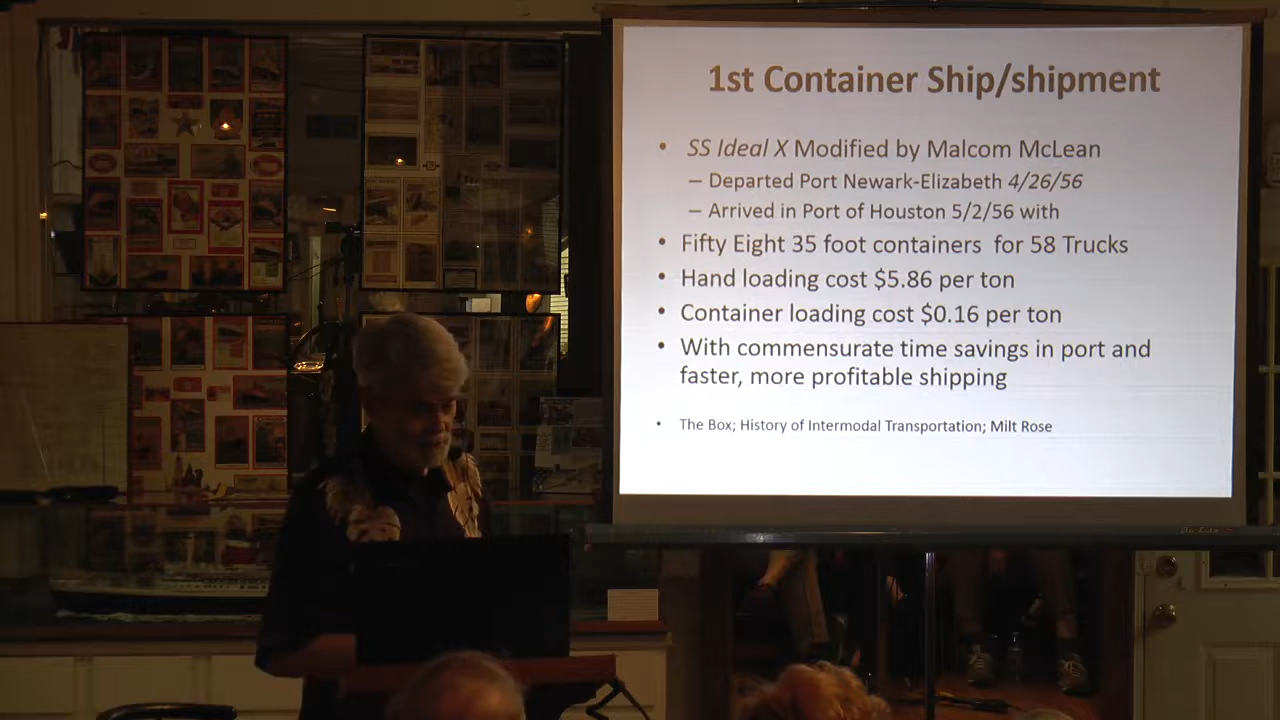 1st Container Ship/shipment
• SS Ideal X Modified by Malcom McLean
– Departed Port Newark-Elizabeth 4/26/56
– Arrived in Port of Houston 5/2/56 with
• Fifty Eight 35 foot containers for 58 Trucks
• Hand loading cost $5.86 per ton
• Container loading cost $0.16 per ton
• With commensurate time savings in port and
faster, more profitable shipping
• The Box; History of Intermodal Transportation; Milt Rose